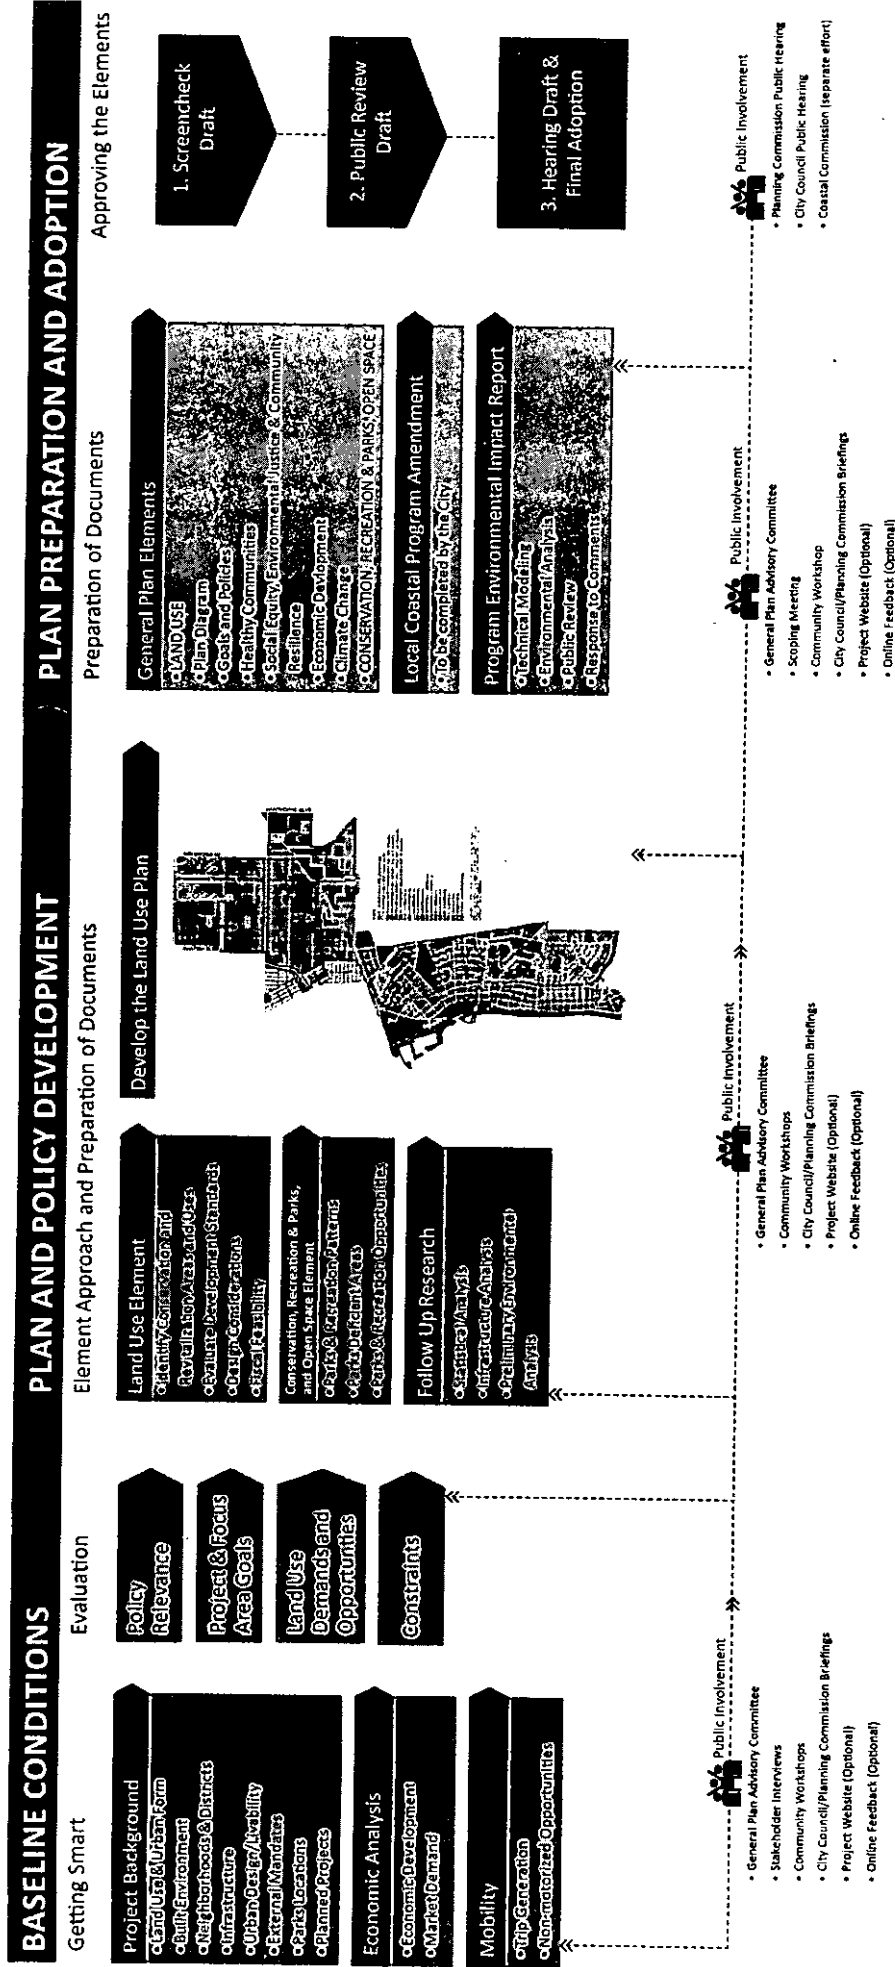 BASELINE CONDITIONS
PLAN AND POLICY DEVELOPMENT
PLAN PREPARATION AND ADOPTION
Getting Smart
Evaluation
Element Approach and Preparation of Documents
Preparation of Documents
Approving the Elements
Project Background
Land Use & Urban Form
Built Environment
Neighborhoods & Districts
Infrastructure
Urban Design/Livability
External Mandates
Parks Locations
Planned Projects
Economic Analysis
Economic Development
Market Demand
Mobility
Trip Generation
Non-motorized Opportunities
Policy
Relevance
Project & Focus
Area Goals
Land Use
Demands and
Opportunities
Constraints
Land Use Element
Identify Conservation and
Revitalization Areas and Uses
Evaluate Development Standards
Design Considerations
Fiscal Feasibility
Conservation, Recreation & Parks,
and Open Space Element
Parks & Recreation Patterns
Parks Deficient Areas
Parks & Recreation Opportunities
Follow Up Research
Statistical Analysis
Infrastructure Analysis
Preliminary Environmental
Analysis
Develop the Land Use Plan
General Plan Elements
LAND USE
Plan Diagram
Goals and Policies
Healthy Communities
Social Equity, Environmental Justice & Community
Resilience
Economic Devlopment
Climate Change
CONSERVATION, RECREATION & PARKS, OPEN SPACE
Local Coastal Program Amendment
To be completed by the City
Program Environmental Impact Report
Technical Modeling
Environmental Analysis
Public Review
Response to Comments
1. Screencheck
Draft
2. Public Review
Draft
3. Hearing Draft &
Final Adoption
Public Involvement
• General Plan Advisory Committee
• Stakeholder Interviews
• Community Workshops
• City Council/Planning Commission Briefings
• Project Website (Optional)
• Online Feedback (Optional)
Public Involvement
• General Plan Advisory Committee
• Community Workshops
• City Council/Planning Commission Briefings
• Project Website (Optional)
• Online Feedback (Optional)
Public Involvement
• General Plan Advisory Committee
• Scoping Meeting
• Community Workshop
• City Council/Planning Commission Briefings
• Project Website (Optional)
• Online Feedback (Optional)
Public Involvement
• Planning Commission Public Hearing
• City Council Public Hearing
• Coastal Commission (separate effort)